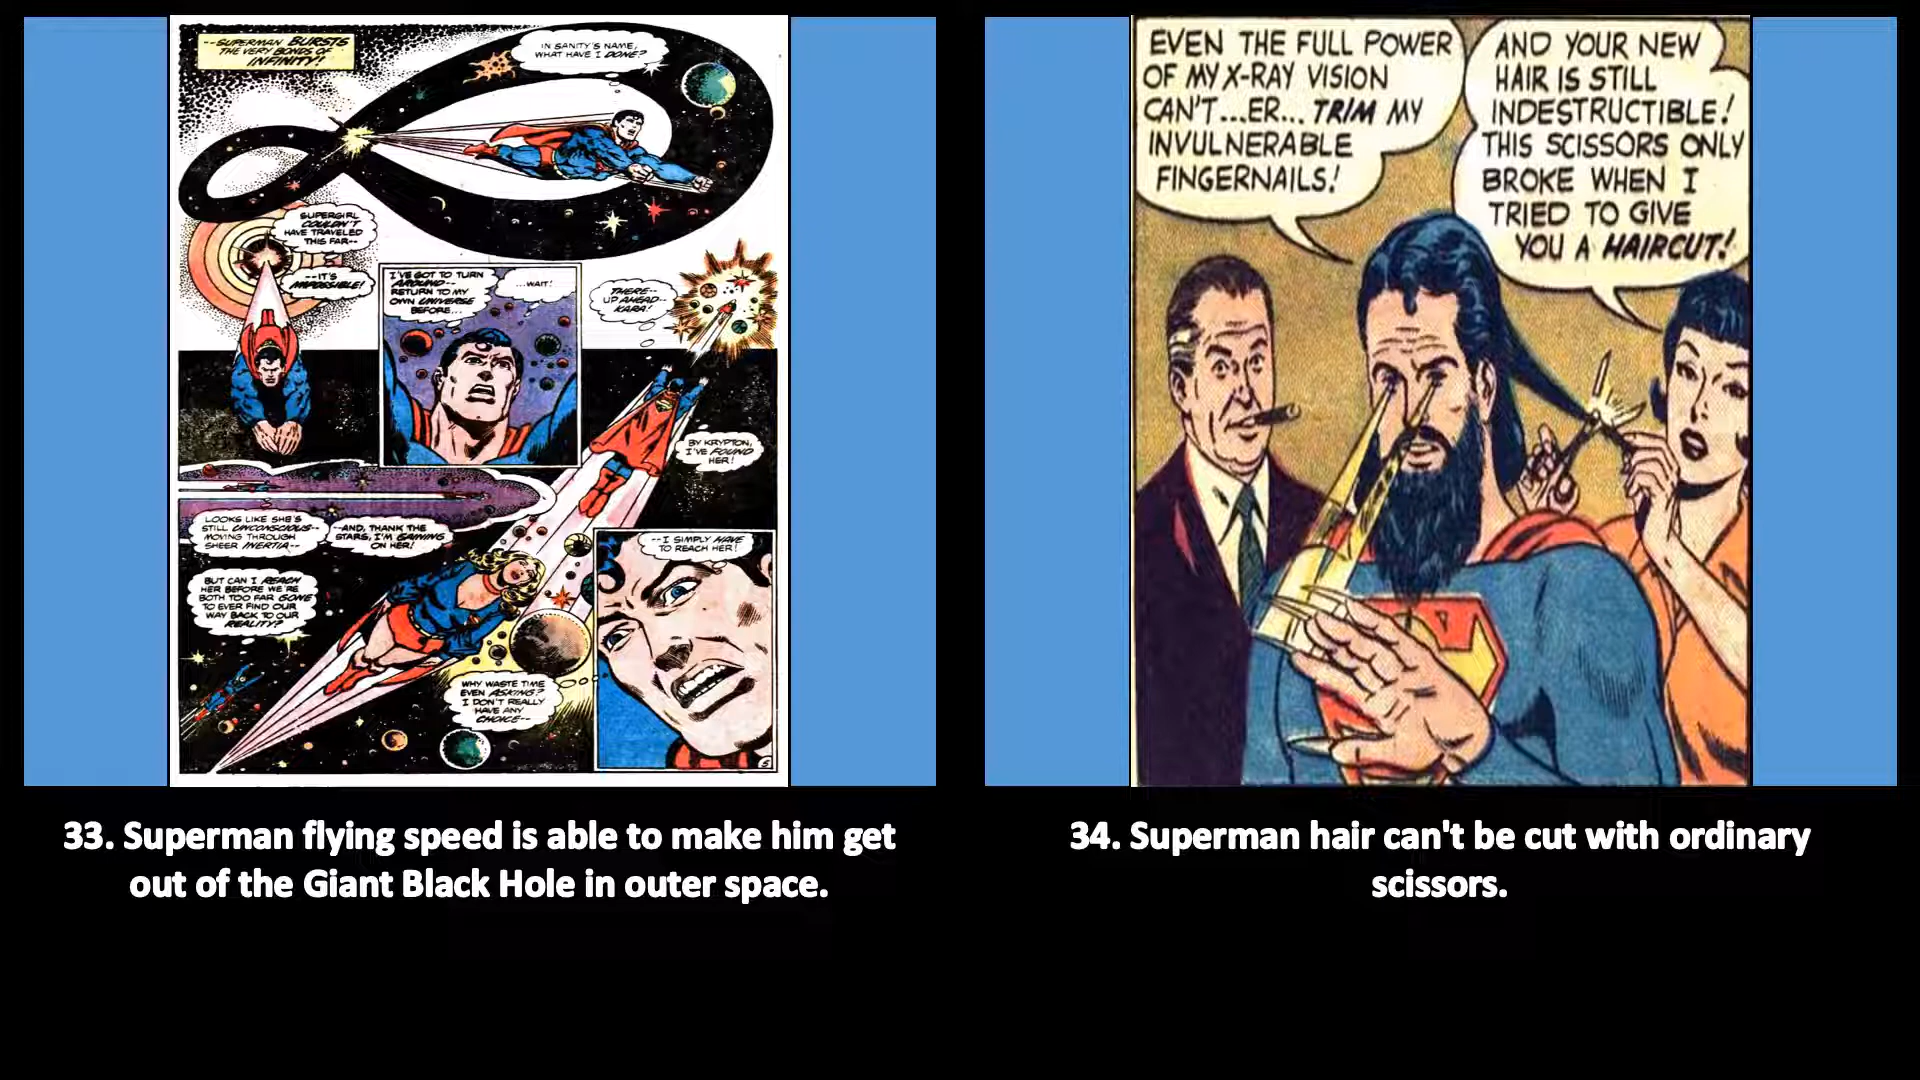 --SUPERMAN BURSTS
THE VERY BONDS OF
INFINITY!
IN SANITY'S NAME,
WHAT HAVE I DONE?
SUPERGIRL
COULDN'T
HAVE TRAVELED
THIS FAR--
--IT'S
IMPOSSIBLE!
I'VE GOT TO TURN
AROUND--
RETURN TO MY
OWN UNIVERSE
BEFORE...
...WAIT!
THERE--
UP AHEAD--
KARA!
BY KRYPTON,
I'VE FOUND
HER!
LOOKS LIKE SHE'S
STILL UNCONSCIOUS--
MOVING THROUGH
SHEER INERTIA--
--AND, THANK THE
STARS, I'M GAINING
ON HER!
BUT CAN I REACH
HER BEFORE WE'RE
BOTH TOO FAR GONE
TO EVER FIND OUR
WAY BACK TO OUR
REALITY?
WHY WASTE TIME
EVEN ASKING?
I DON'T REALLY
HAVE ANY
CHOICE--
--I SIMPLY HAVE
TO REACH HER!
5
33. Superman flying speed is able to make him get
out of the Giant Black Hole in outer space.
EVEN THE FULL POWER
OF MY X-RAY VISION
CAN'T...ER... TRIM MY
INVULNERABLE
FINGERNAILS!
AND YOUR NEW
HAIR IS STILL
INDESTRUCTIBLE!
THIS SCISSORS ONLY
BROKE WHEN I
TRIED TO GIVE
YOU A HAIRCUT!
34. Superman hair can't be cut with ordinary
scissors.